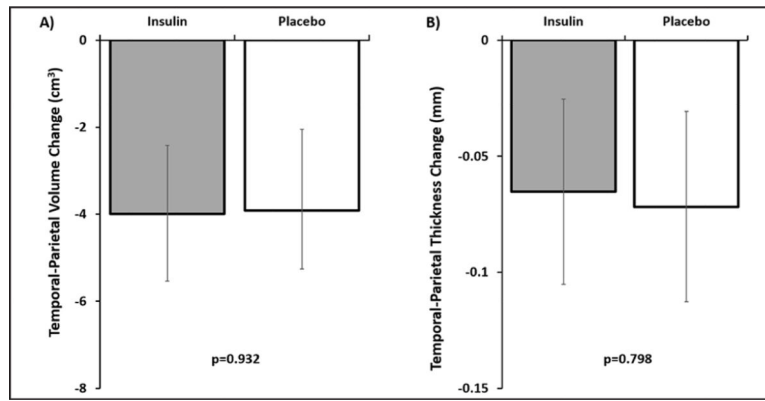 A)
Insulin
Placebo
Temporal-Parietal Volume Change (cm³)
0
-2
-4
-6
-8
p=0.932
B)
Insulin
Placebo
Temporal-Parietal Thickness Change (mm)
0
-0.05
-0.1
-0.15
p=0.798